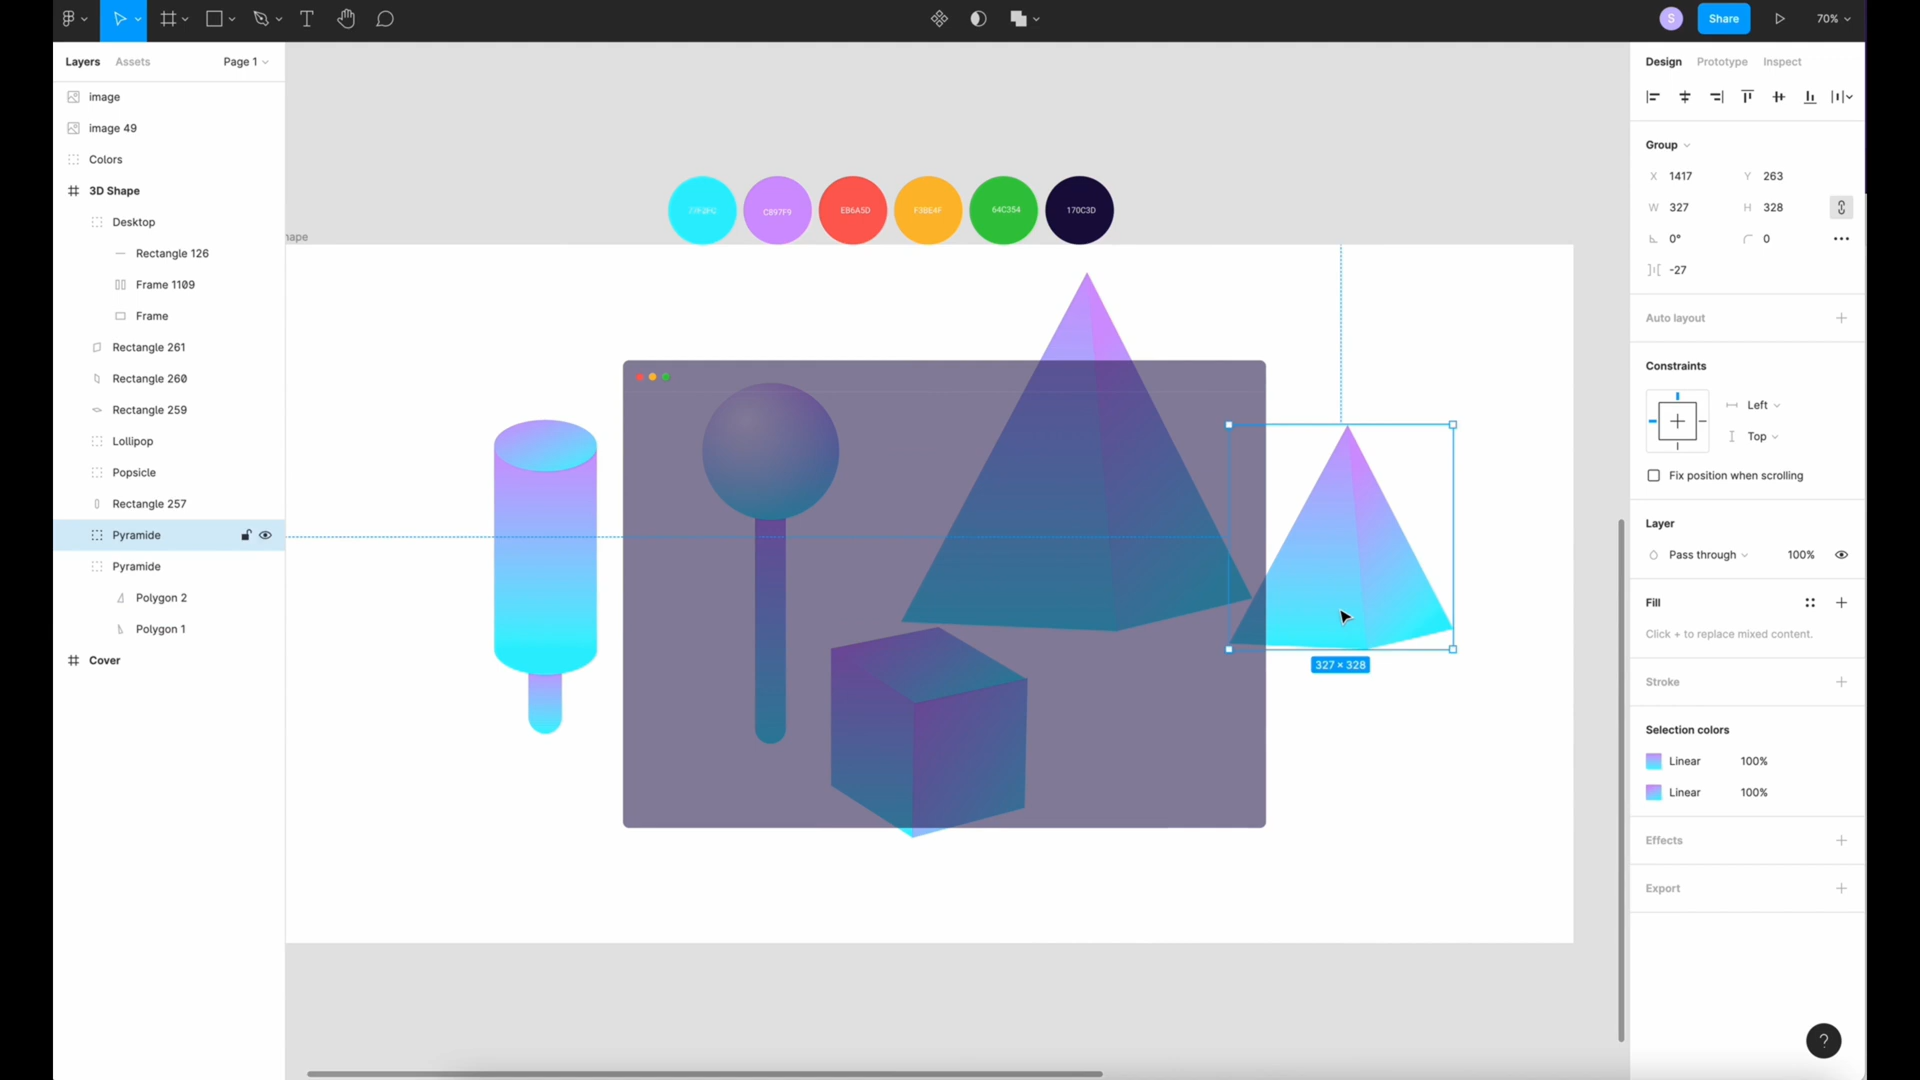 S
Share
70%
Layers
Assets
Page 1
image
image 49
Colors
3D Shape
Desktop
Rectangle 126
Frame 1109
Frame
Rectangle 261
Rectangle 260
Rectangle 259
Lollipop
Popsicle
Rectangle 257
Pyramide
Pyramide
Polygon 2
Polygon 1
Cover
C897F9
EB6A5D
F3BE4F
64C354
170C3D
327 × 328
Design
Prototype
Inspect
Group
X 1417
Y 263
W 327
H 328
0°
0
-27
Auto layout
Constraints
Left
Top
Fix position when scrolling
Layer
Pass through
100%
Fill
Click + to replace mixed content.
Stroke
Selection colors
Linear 100%
Linear 100%
Effects
Export
?